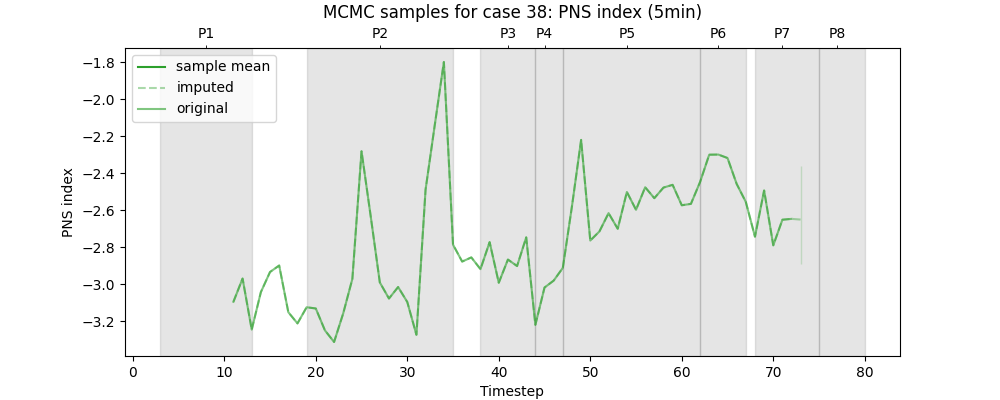 MCMC samples for case 38: PNS index (5min)
P1 P2 P3 P4 P5 P6 P7 P8
sample mean
imputed
original
−1.8
−2.0
−2.2
−2.4
−2.6
−2.8
−3.0
−3.2
PNS index
0 10 20 30 40 50 60 70 80
Timestep